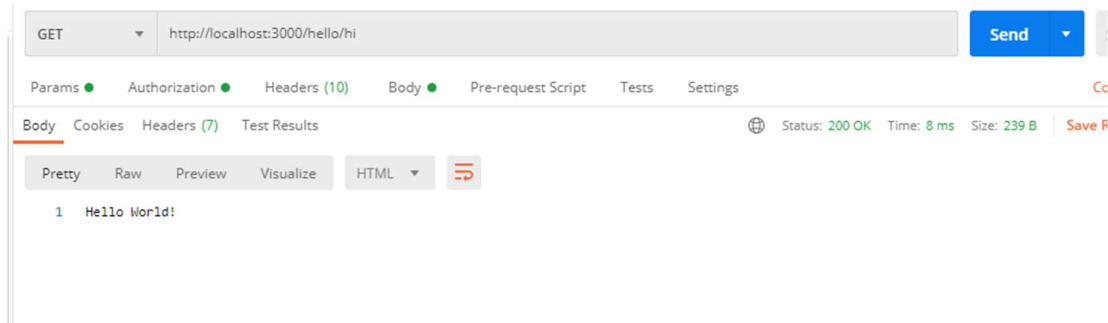 GET http://localhost:3000/hello/hi Send
Params Authorization Headers (10) Body Pre-request Script Tests Settings
Body Cookies Headers (7) Test Results Status: 200 OK Time: 8 ms Size: 239 B Save
Pretty Raw Preview Visualize HTML
1 Hello World!